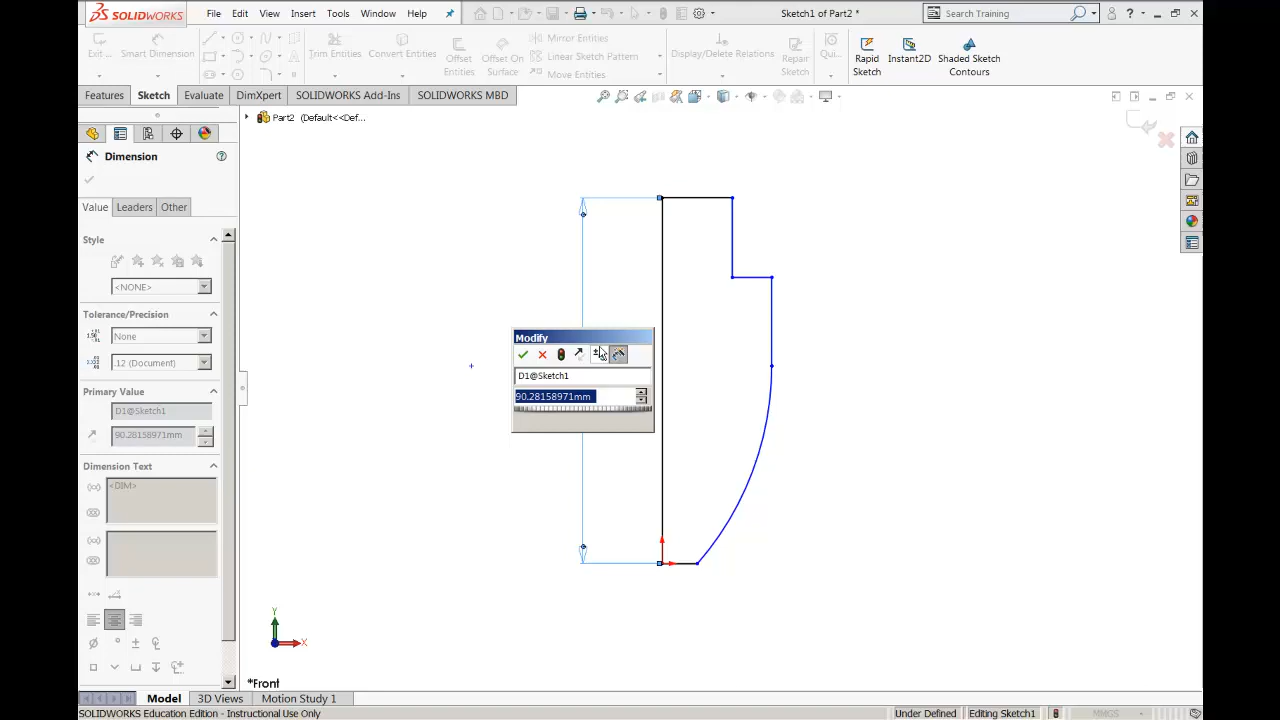 SOLIDWORKS File Edit View Insert Tools Window Help Sketch1 of Part2 * Search Training ?
Exit... Smart Dimension Trim Entities Convert Entities Offset Entities Offset On Surface Mirror Entities Linear Sketch Pattern Move Entities Display/Delete Relations Repair Sketch Qui... Rapid Sketch Instant2D Shaded Sketch Contours
Features Sketch Evaluate DimXpert SOLIDWORKS Add-Ins SOLIDWORKS MBD
Part2 (Default<<Def...
Dimension
Value Leaders Other
Style
<NONE>
Tolerance/Precision
None
.12 (Document)
Primary Value
D1@Sketch1
90.28158971mm
Dimension Text
<DIM>
Modify
D1@Sketch1
90.28158971mm
Y
X
*Front
Model 3D Views Motion Study 1
SOLIDWORKS Education Edition - Instructional Use Only Under Defined Editing Sketch1 MMGS